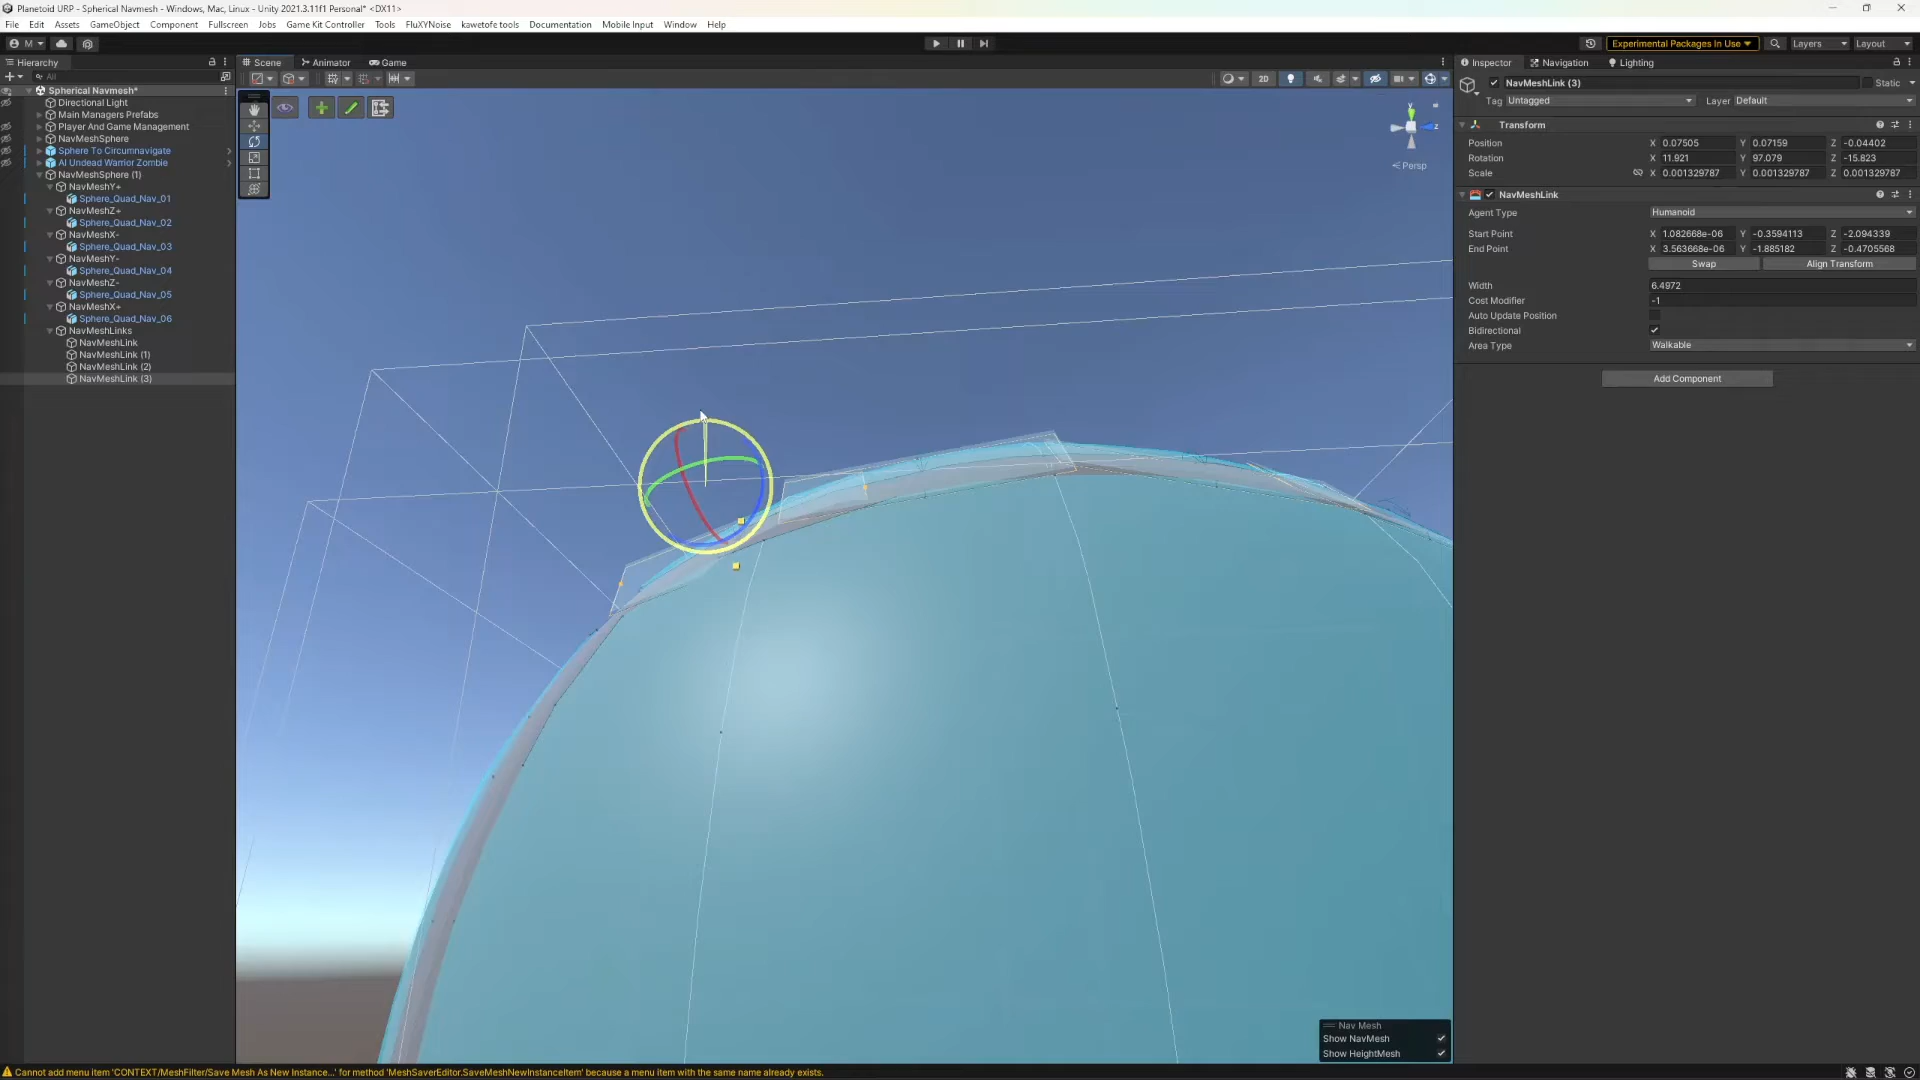 Planetoid URP - Spherical Navmesh - Windows, Mac, Linux - Unity 2021.3.11f1 Personal* <DX11>
File Edit Assets GameObject Component Fullscreen Jobs Game Kit Controller Tools FluXYNoise kawetofe tools Documentation Mobile Input Window Help
M
Experimental Packages In Use
Layers
Layout
Hierarchy
All
Spherical Navmesh*
Directional Light
Main Managers Prefabs
Player And Game Management
NavMeshSphere
Sphere To Circumnavigate
AI Undead Warrior Zombie
NavMeshSphere (1)
NavMeshY+
Sphere_Quad_Nav_01
NavMeshZ+
Sphere_Quad_Nav_02
NavMeshX-
Sphere_Quad_Nav_03
NavMeshY-
Sphere_Quad_Nav_04
NavMeshZ-
Sphere_Quad_Nav_05
NavMeshX+
Sphere_Quad_Nav_06
NavMeshLinks
NavMeshLink
NavMeshLink (1)
NavMeshLink (2)
NavMeshLink (3)
Scene Animator Game
2D
y
z
Persp
Nav Mesh
Show NavMesh
Show HeightMesh
Inspector Navigation Lighting
NavMeshLink (3) Static
Tag Untagged Layer Default
Transform
Position X 0.07505 Y 0.07159 Z -0.04402
Rotation X 11.921 Y 97.079 Z -15.823
Scale X 0.001329787 Y 0.001329787 Z 0.001329787
NavMeshLink
Agent Type Humanoid
Start Point X 1.082668e-06 Y -0.3594113 Z -2.094339
End Point X 3.563668e-06 Y -1.885182 Z -0.4705568
Swap Align Transform
Width 6.4972
Cost Modifier -1
Auto Update Position
Bidirectional
Area Type Walkable
Add Component
Cannot add menu item 'CONTEXT/MeshFilter/Save Mesh As New Instance...' for method 'MeshSaverEditor.SaveMeshNewInstanceItem' because a menu item with the same name already exists.